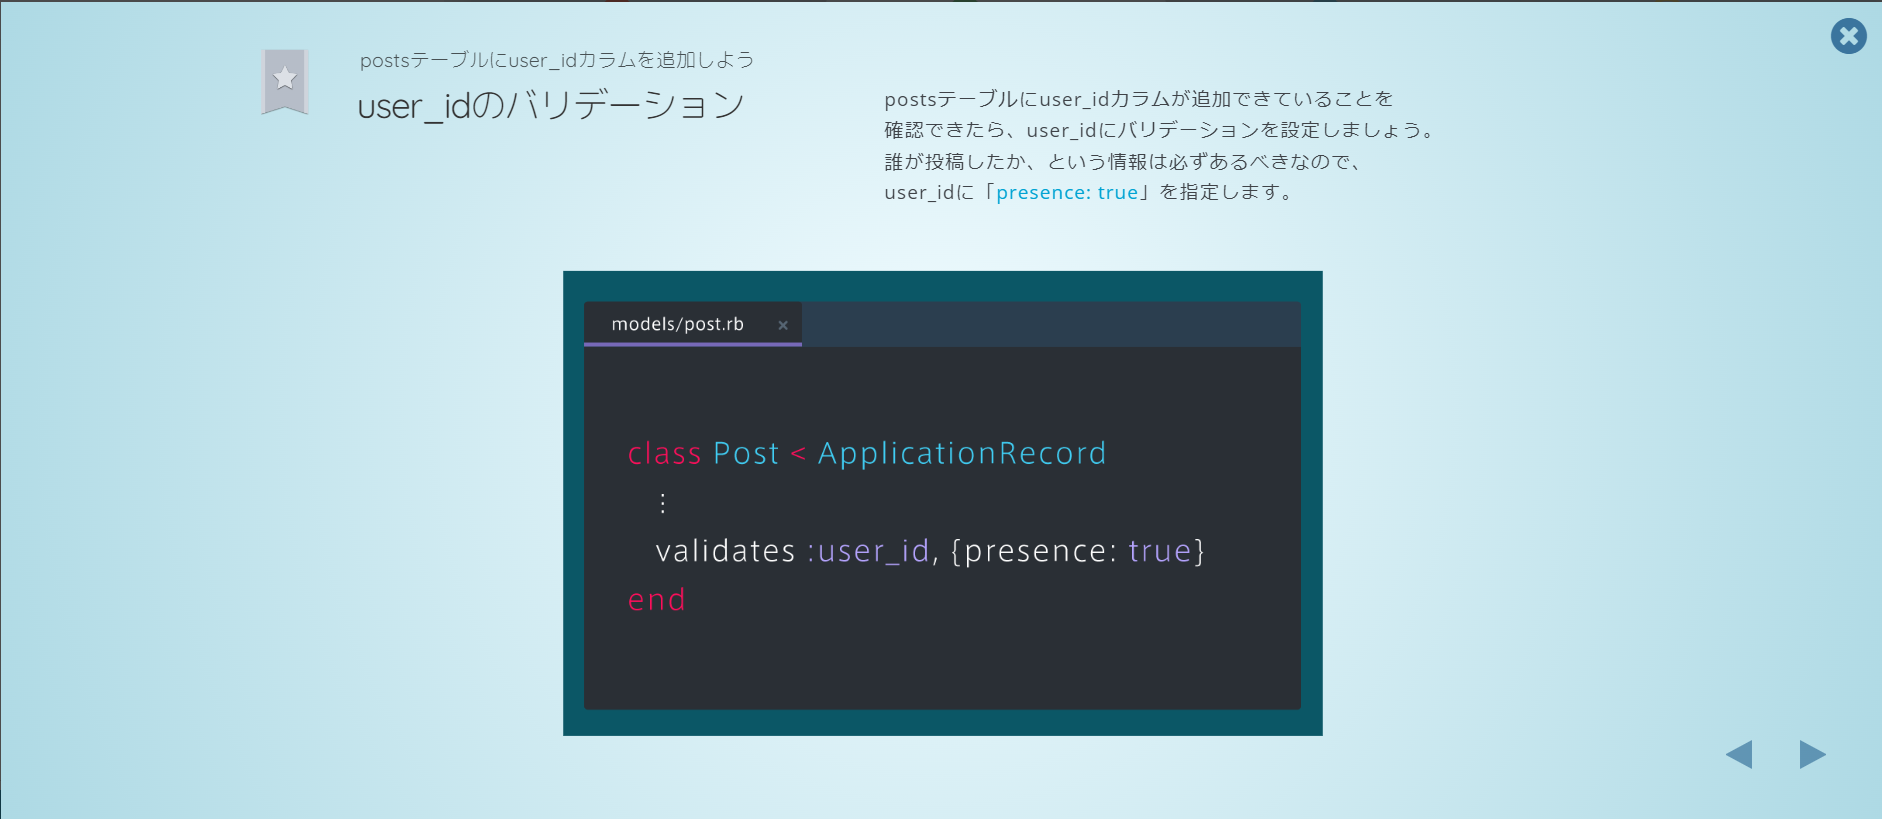 postsテーブルにuser_idカラムを追加しよう
user_idのバリデーション
postsテーブルにuser_idカラムが追加できていることを
確認できたら、user_idにバリデーションを設定しましょう。
誰が投稿したか、という情報は必ずあるべきなので、
user_idに「presence: true」を指定します。
models/post.rb ×
class Post < ApplicationRecord
⋮
validates :user_id, {presence: true}
end